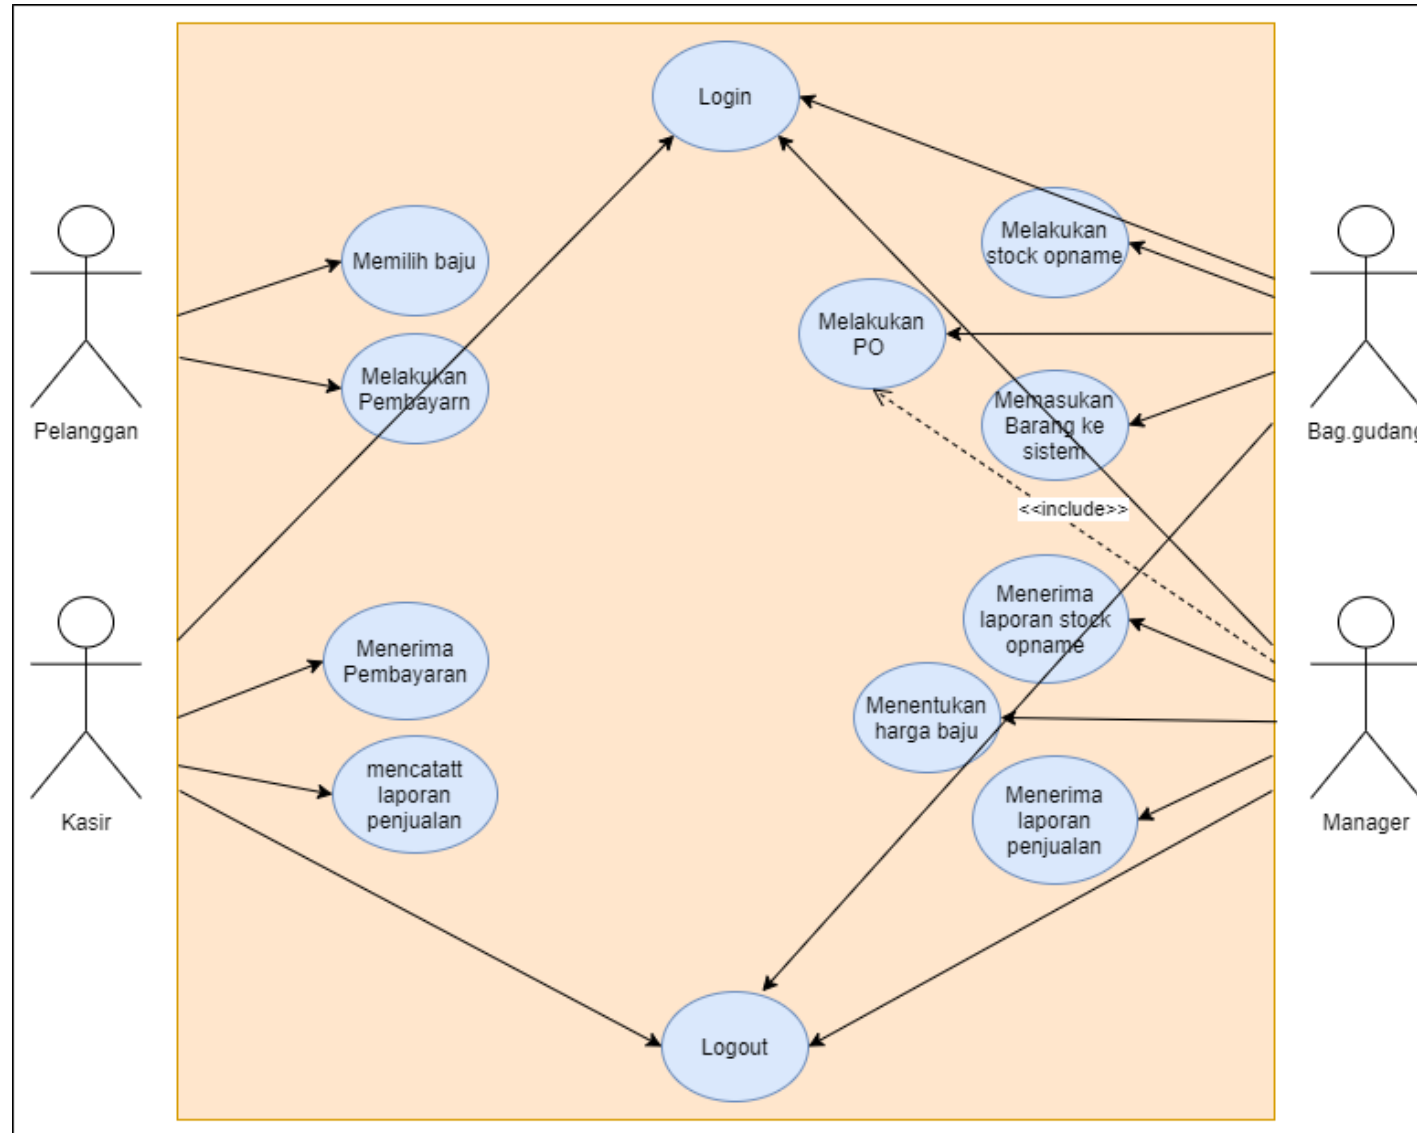 Login
Melakukan
stock opname
Memilih baju
Melakukan
PO
Melakukan
Pembayarn
Memasukan
Barang ke
sistem
Pelanggan
Bag.gudang
<<include>>
Menerima
laporan stock
opname
Menerima
Pembayaran
Menentukan
harga baju
mencatatt
laporan
penjualan
Menerima
laporan
penjualan
Kasir
Manager
Logout